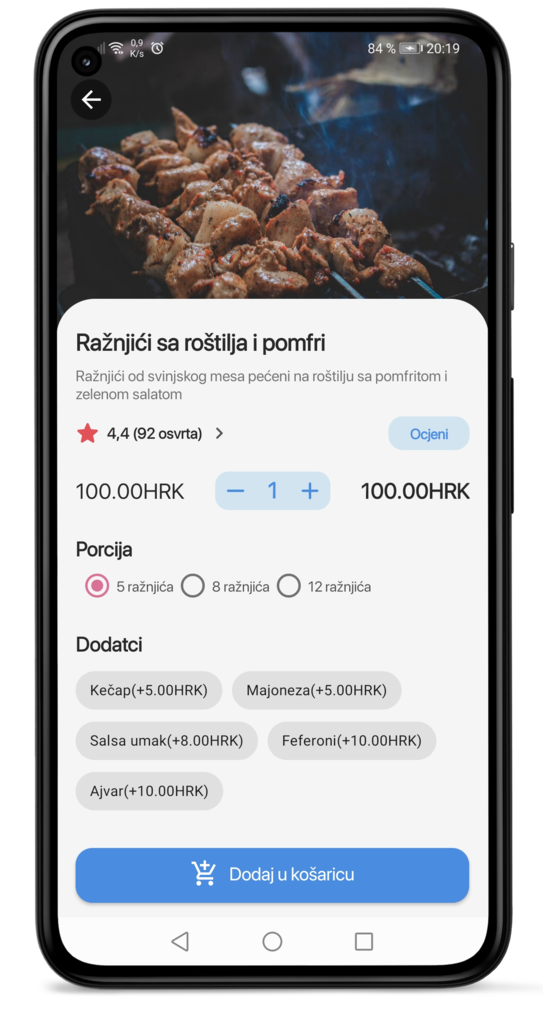 0,9
K/s
84 % 20:19
Ražnjići sa roštilja i pomfri
Ražnjići od svinjskog mesa pećeni na roštilju sa pomfritom i
zelenom salatom
4,4 (92 osvrta)
Ocjeni
100.00HRK
1
100.00HRK
Porcija
5 ražnjića
8 ražnjića
12 ražnjića
Dodatci
Kečap(+5.00HRK)
Majoneza(+5.00HRK)
Salsa umak(+8.00HRK)
Feferoni(+10.00HRK)
Ajvar(+10.00HRK)
Dodaj u košaricu